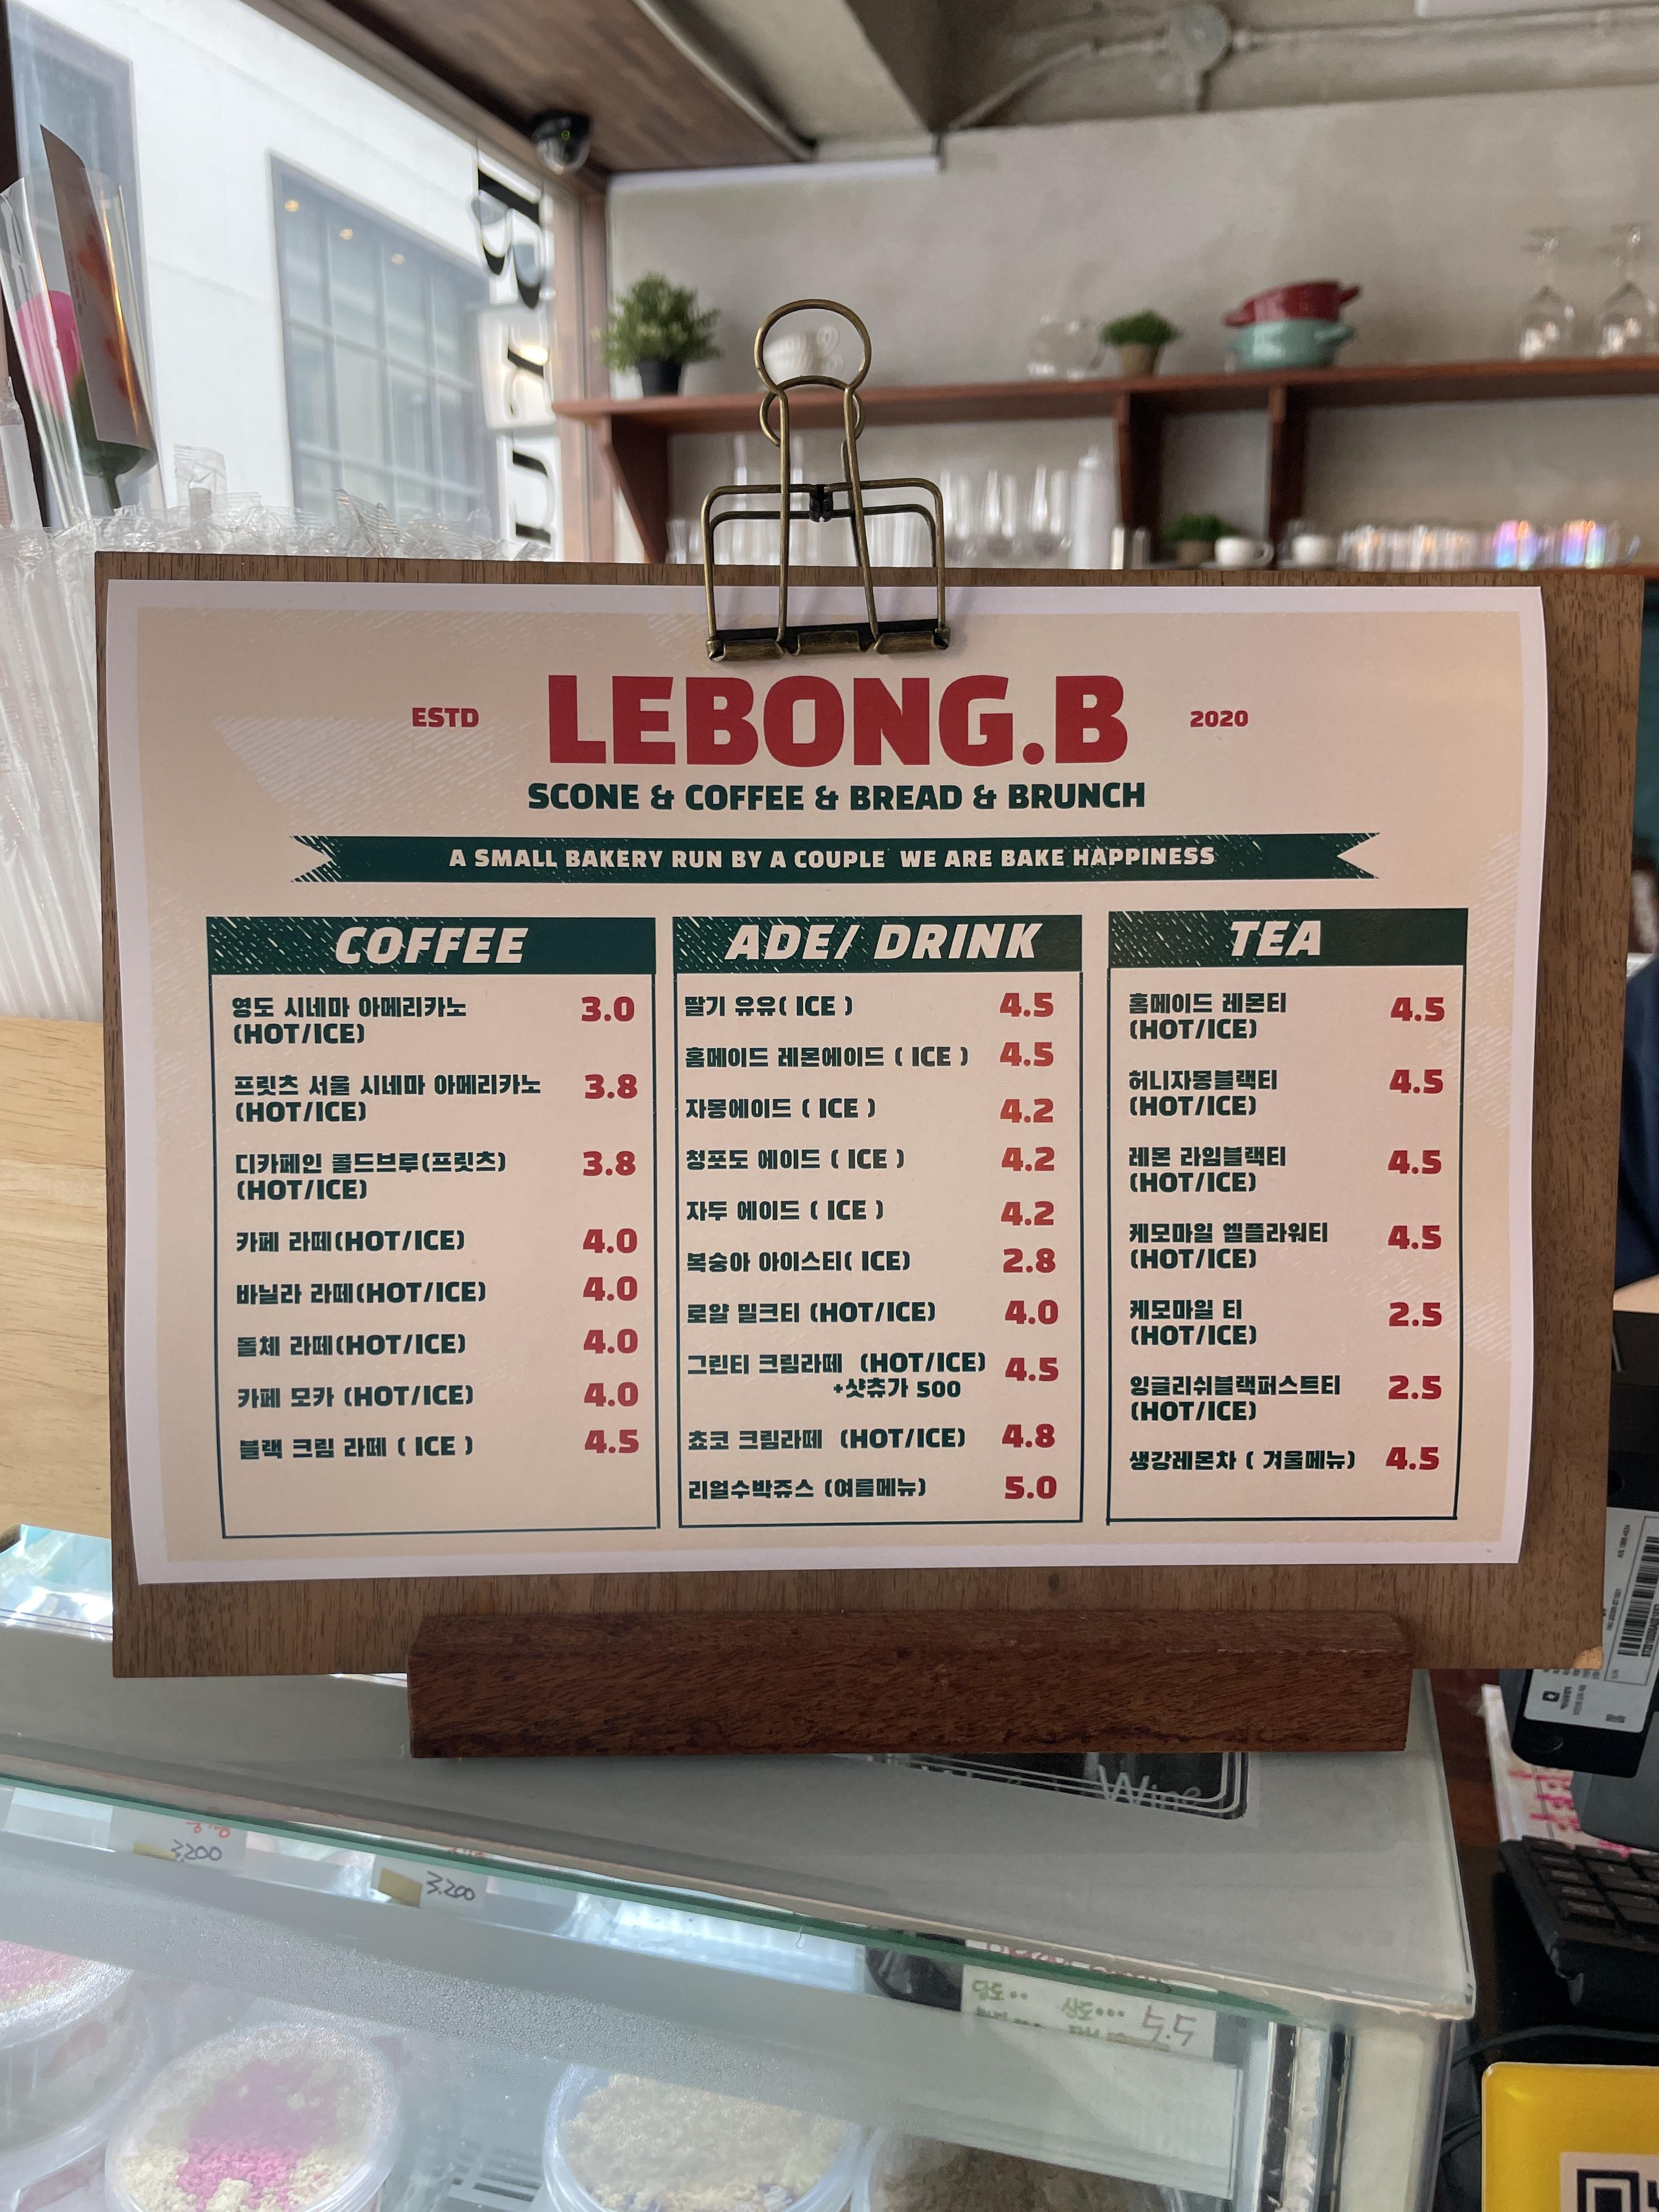 ESTD LEBONG.B 2020
SCONE & COFFEE & BREAD & BRUNCH
A SMALL BAKERY RUN BY A COUPLE WE ARE BAKE HAPPINESS
COFFEE
영도 시네마 아메리카노 3.0
(HOT/ICE)
프릿츠 서울 시네마 아메리카노 3.8
(HOT/ICE)
디카페인 콜드브루(프릿츠) 3.8
(HOT/ICE)
카페 라떼(HOT/ICE) 4.0
바닐라 라떼(HOT/ICE) 4.0
돌체 라떼(HOT/ICE) 4.0
카페 모카 (HOT/ICE) 4.0
블랙 크림 라떼 ( ICE ) 4.5
ADE/ DRINK
딸기 유유( ICE ) 4.5
홈메이드 레몬에이드 ( ICE ) 4.5
자몽에이드 ( ICE ) 4.2
청포도 에이드 ( ICE ) 4.2
자두 에이드 ( ICE ) 4.2
복숭아 아이스티( ICE) 2.8
로얄 밀크티 (HOT/ICE) 4.0
그린티 크림라떼 (HOT/ICE) 4.5
+샷츄가 500
쵸코 크림라떼 (HOT/ICE) 4.8
리얼수박쥬스 (여름메뉴) 5.0
TEA
홈메이드 레몬티 4.5
(HOT/ICE)
허니자몽블랙티 4.5
(HOT/ICE)
레몬 라임블랙티 4.5
(HOT/ICE)
케모마일 엘플라워티 4.5
(HOT/ICE)
케모마일 티 2.5
(HOT/ICE)
잉글리쉬블랙퍼스트티 2.5
(HOT/ICE)
생강레몬차 ( 겨울메뉴) 4.5
Wine
3200
3.200
5.5